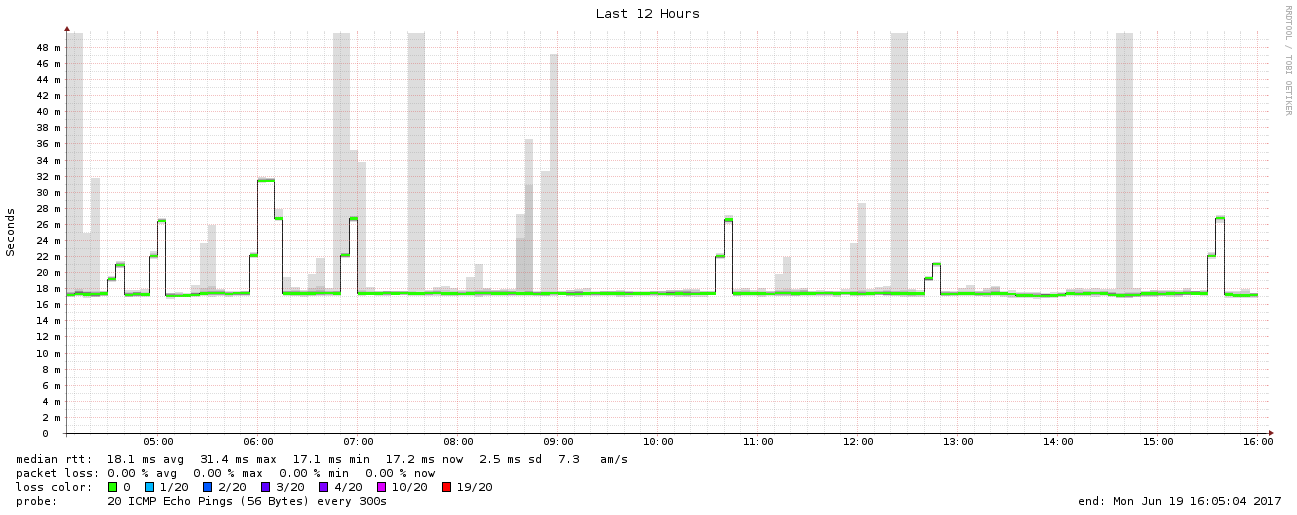 Last 12 Hours
RRDTOOL / TOBI OETIKER
Seconds
48 m
46 m
44 m
42 m
40 m
38 m
36 m
34 m
32 m
30 m
28 m
26 m
24 m
22 m
20 m
18 m
16 m
14 m
12 m
10 m
8 m
6 m
4 m
2 m
0
05:00 06:00 07:00 08:00 09:00 10:00 11:00 12:00 13:00 14:00 15:00 16:00
median rtt: 18.1 ms avg 31.4 ms max 17.1 ms min 17.2 ms now 2.5 ms sd 7.3 am/s
packet loss: 0.00 % avg 0.00 % max 0.00 % min 0.00 % now
loss color: 0 1/20 2/20 3/20 4/20 10/20 19/20
probe: 20 ICMP Echo Pings (56 Bytes) every 300s end: Mon Jun 19 16:05:04 2017